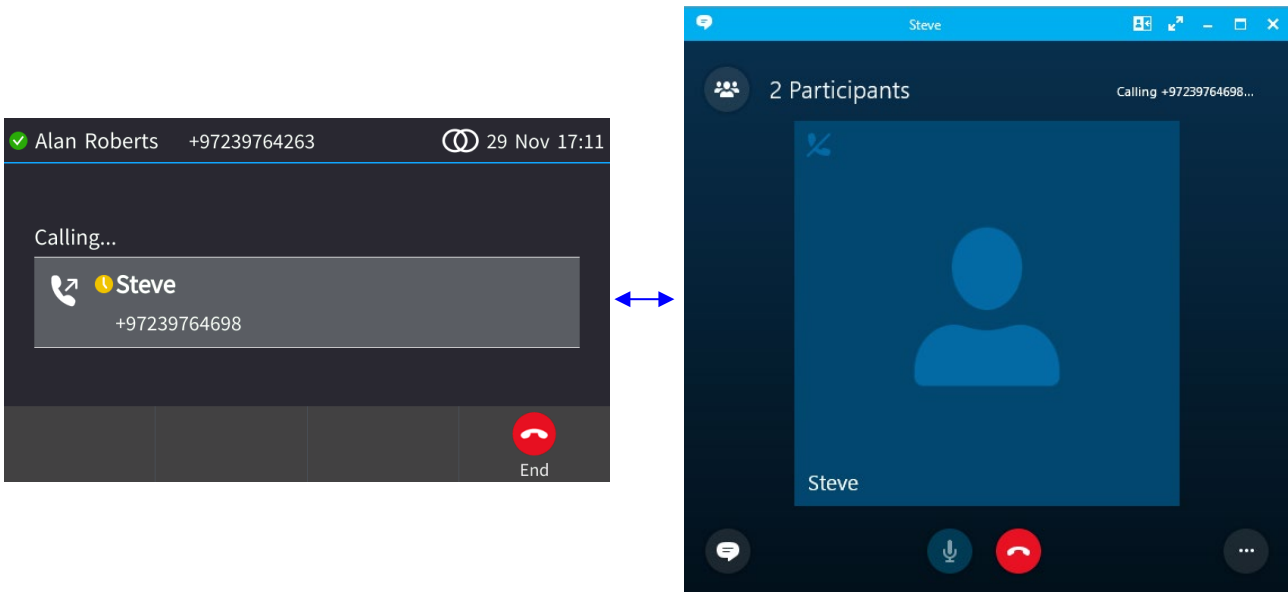 Alan Roberts +97239764263 29 Nov 17:11
Calling...
Steve
+97239764698
End
Steve
2 Participants Calling +97239764698...
Steve